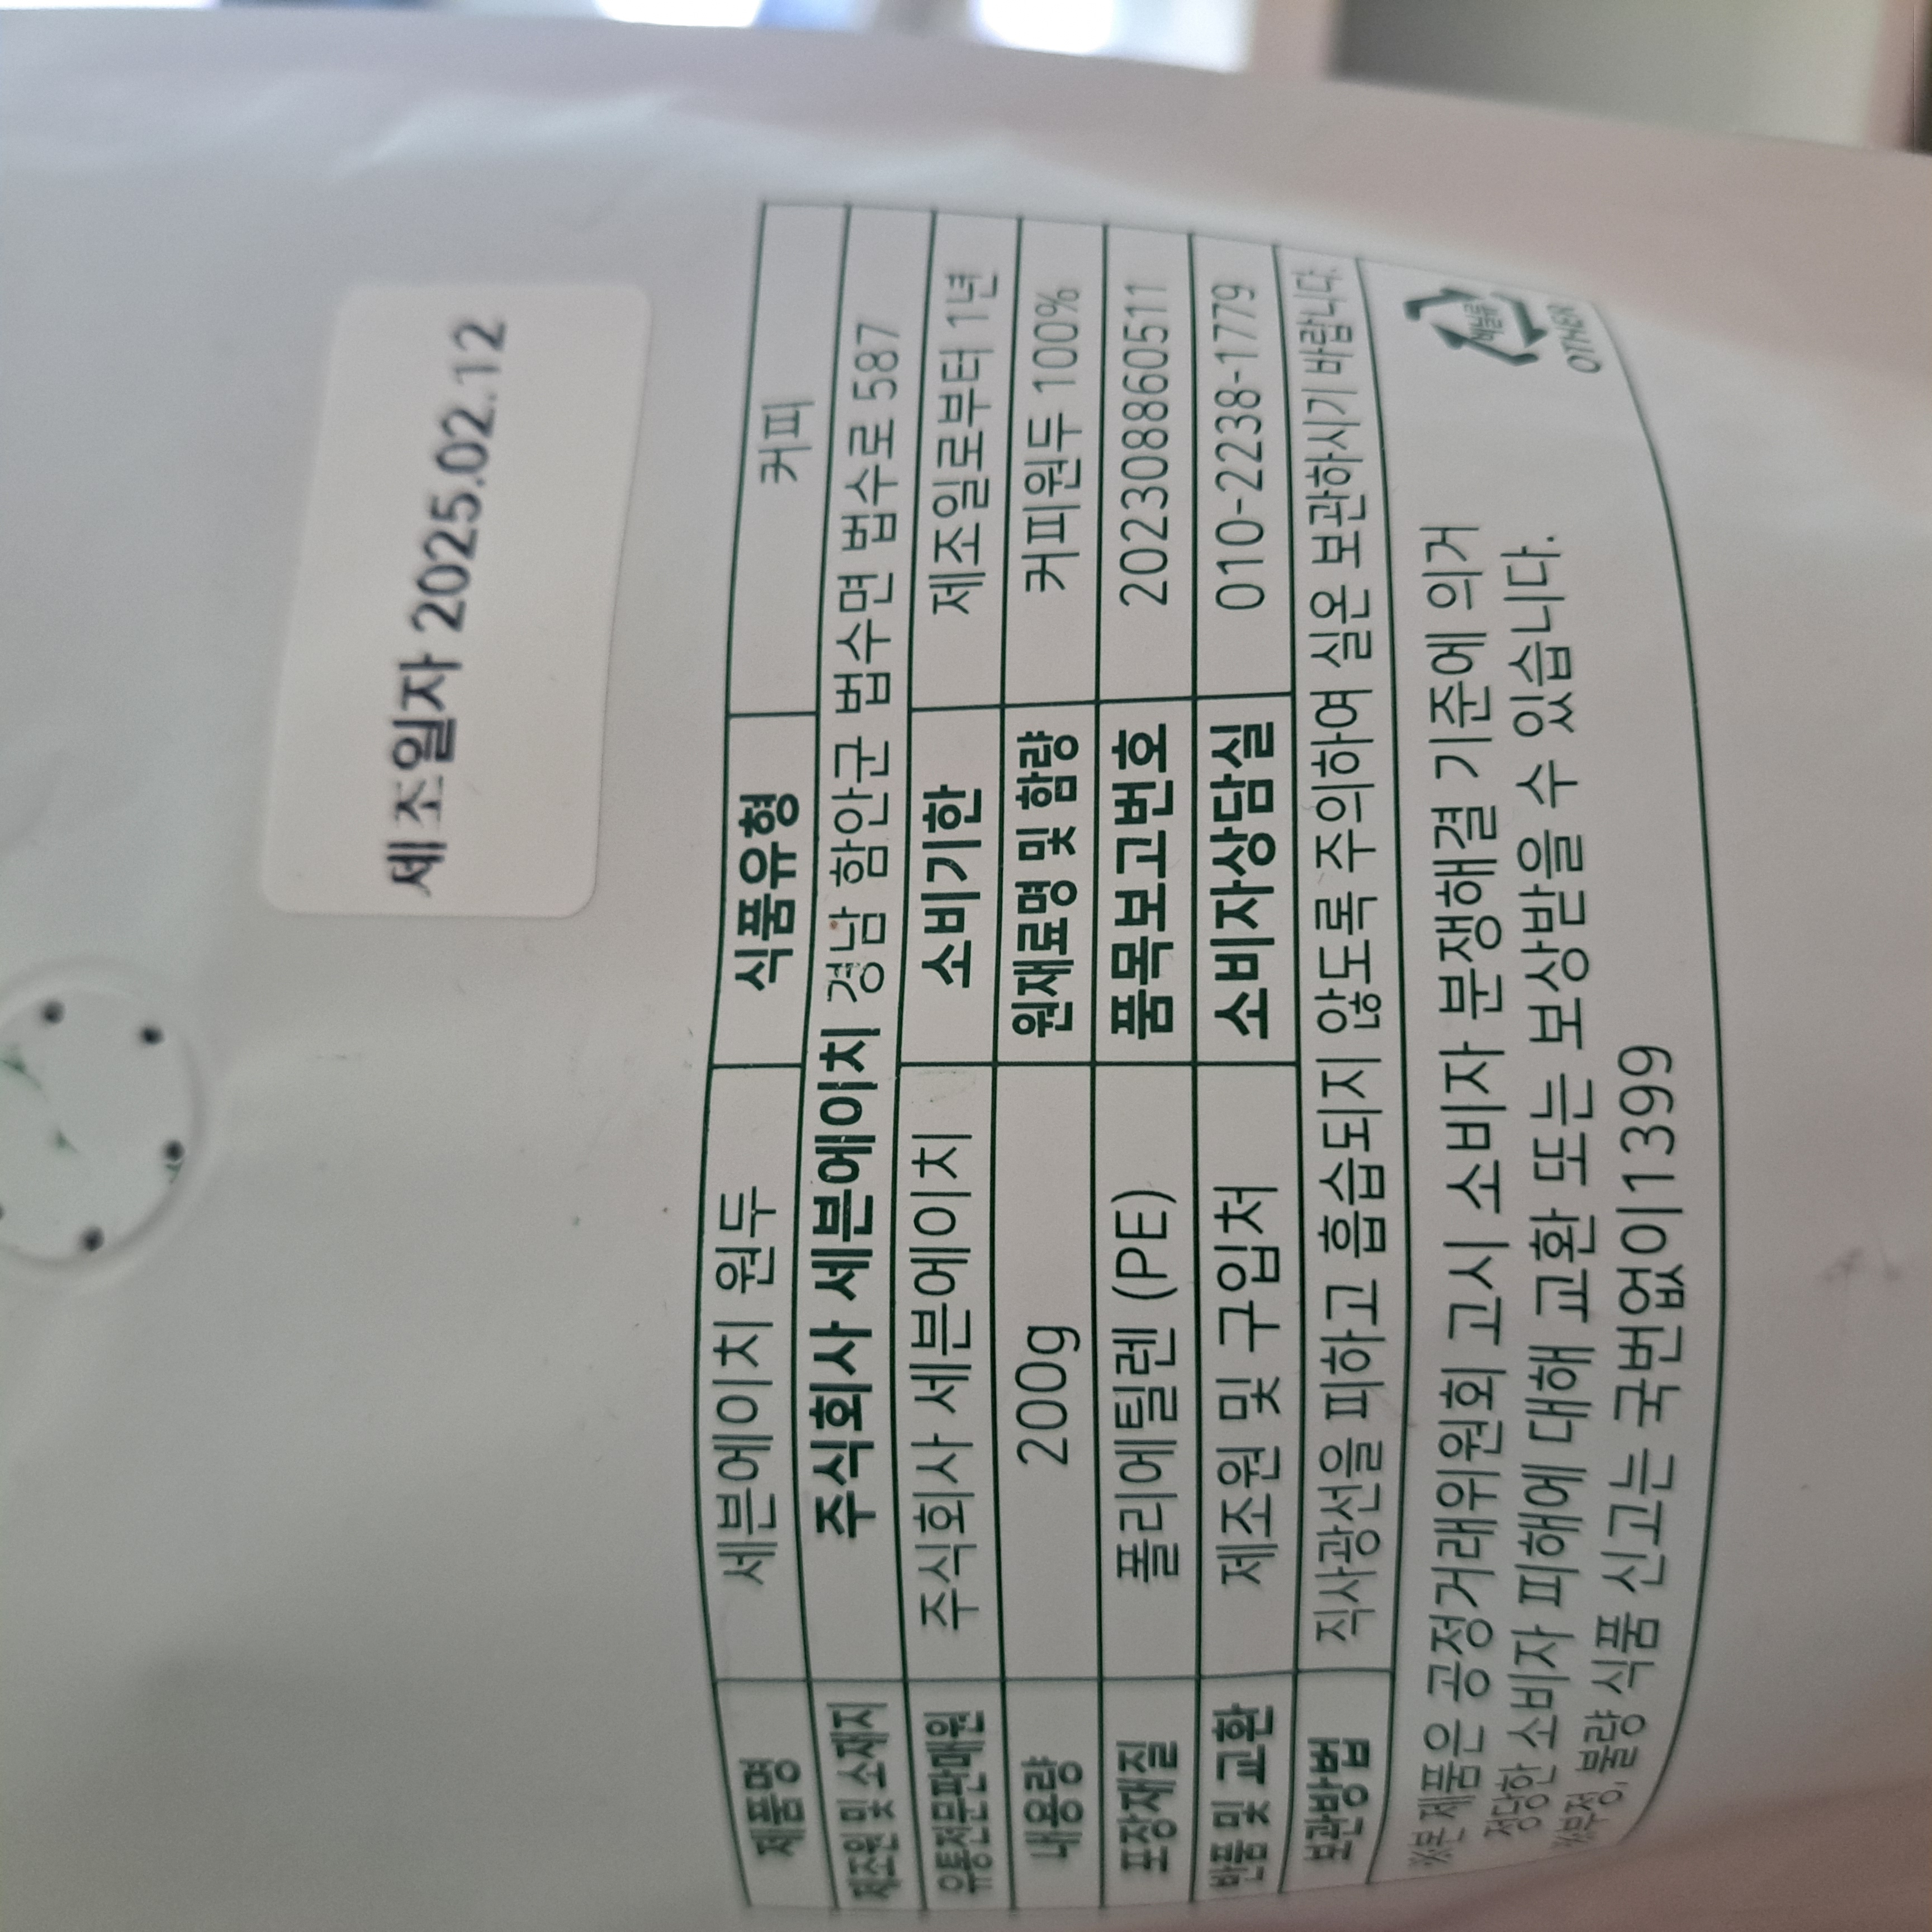 제조일자 2025.02.12
제품명 세븐에이치 원두 식품유형 커피
제조원 및 소재지 주식회사 세븐에이치 경남 함안군 법수면 법수로 587
유통전문판매원 주식회사 세븐에이치 소비기한 제조일로부터 1년
내용량 200g 원재료명 및 함량 커피원두 100%
포장재질 폴리에틸렌 (PE) 품목보고번호 202308860511
반품 및 교환 제조원 및 구입처 소비자상담실 010-2238-1779
보관방법 직사광선을 피하고 흡습되지 않도록 주의하여 실온 보관하시기 바랍니다.
※본 제품은 공정거래위원회 고시 소비자 분쟁해결 기준에 의거
정당한 소비자 피해에 대해 교환 또는 보상받을 수 있습니다.
※부정, 불량 식품 신고는 국번없이1399
비닐류
OTHER